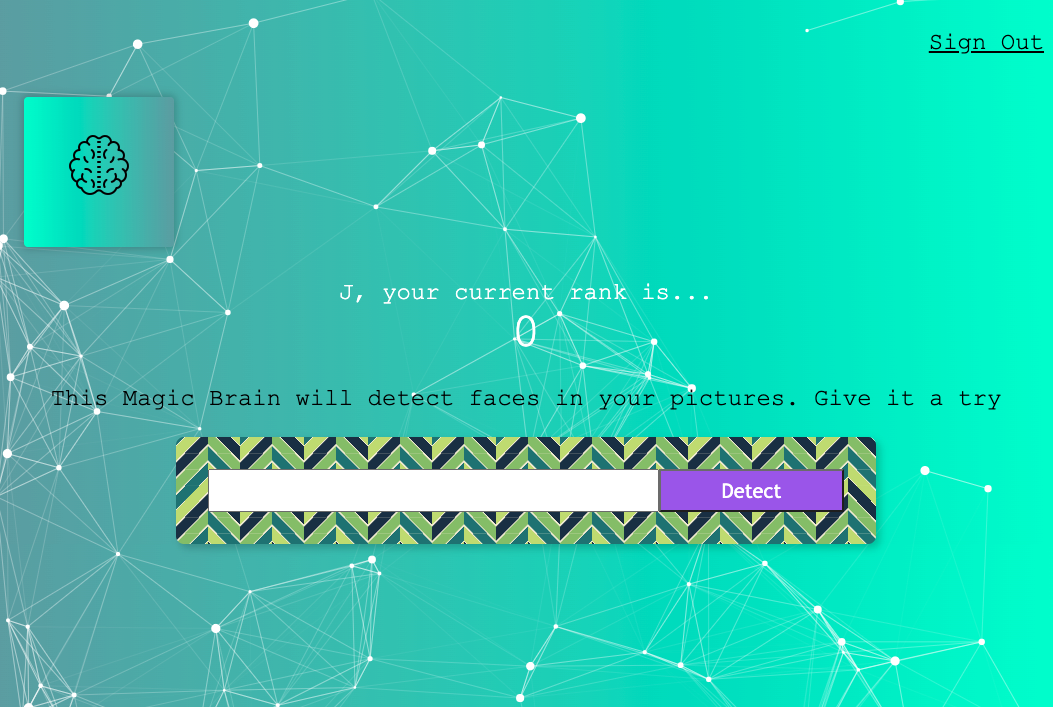 Sign Out
J, your current rank is...
0
This Magic Brain will detect faces in your pictures. Give it a try
Detect